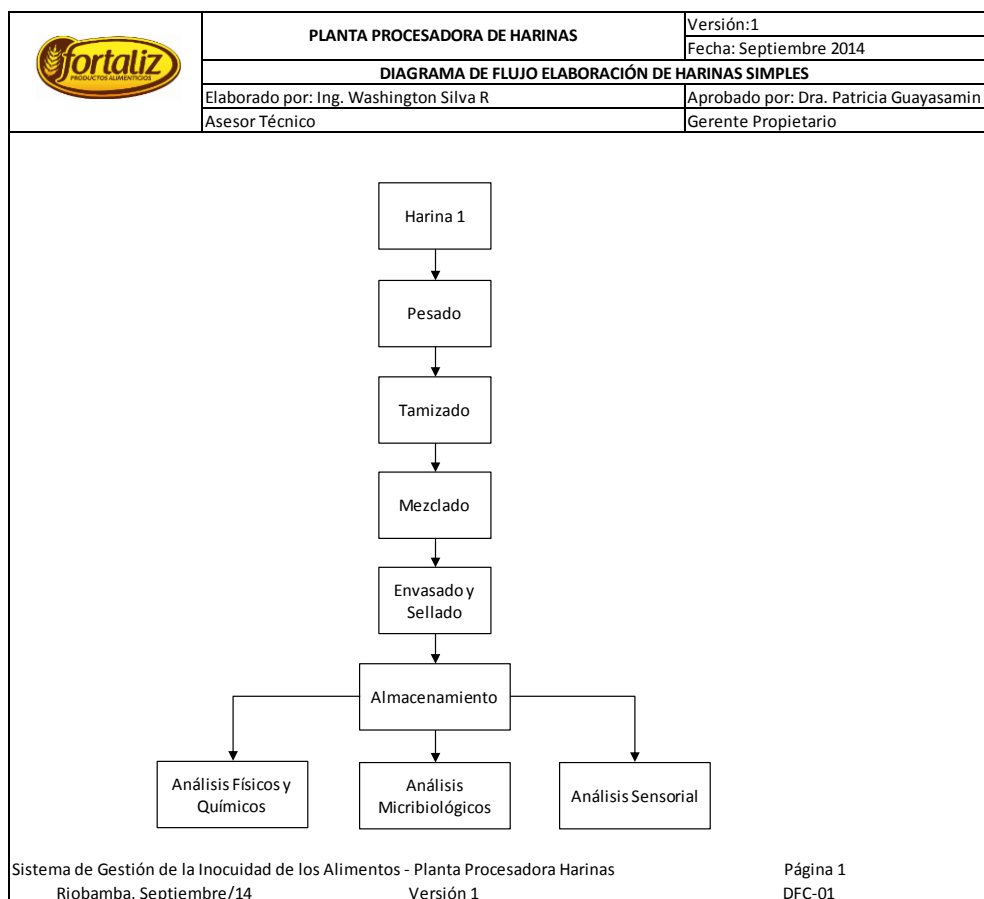 fortaliz
PRODUCTOS ALIMENTICIOS
PLANTA PROCESADORA DE HARINAS
Versión:1
Fecha: Septiembre 2014
DIAGRAMA DE FLUJO ELABORACIÓN DE HARINAS SIMPLES
Elaborado por: Ing. Washington Silva R
Aprobado por: Dra. Patricia Guayasamin
Asesor Técnico
Gerente Propietario
Harina 1
Pesado
Tamizado
Mezclado
Envasado y
Sellado
Almacenamiento
Análisis Físicos y
Químicos
Análisis
Micribiológicos
Análisis Sensorial
Sistema de Gestión de la Inocuidad de los Alimentos - Planta Procesadora Harinas
Página 1
Riobamba, Septiembre/14
Versión 1
DFC-01